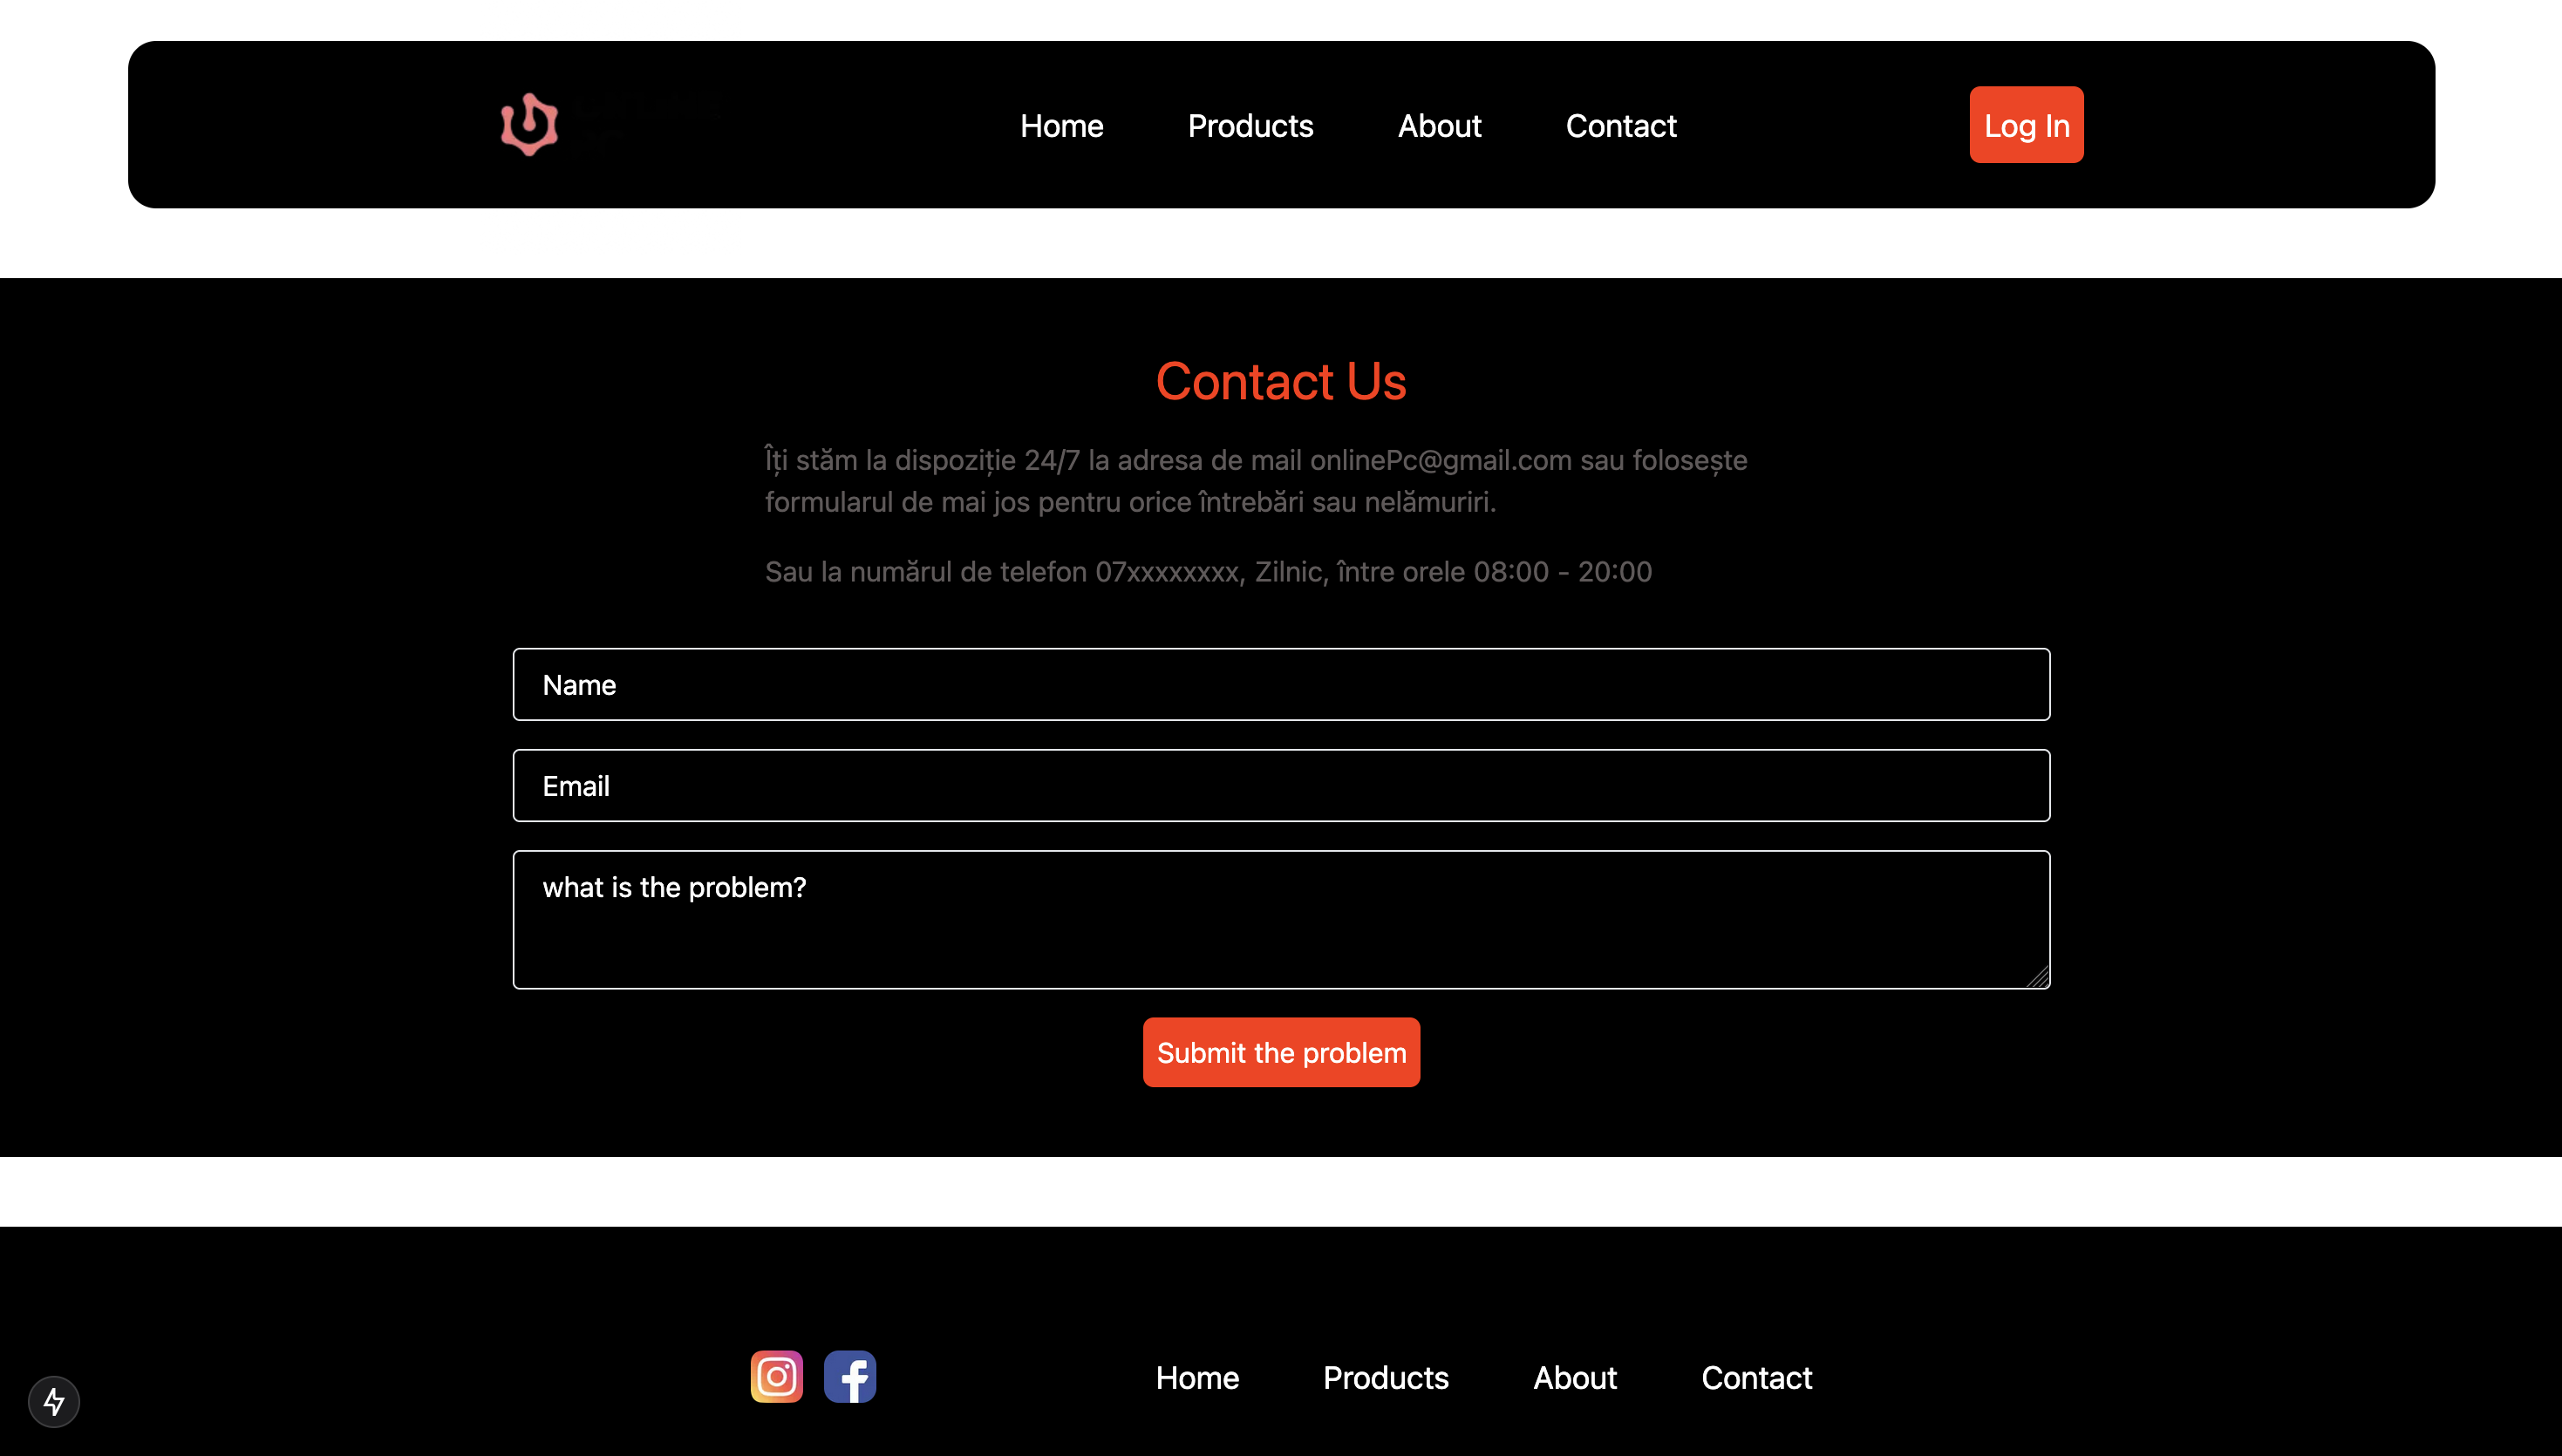 Home Products About Contact Log In
Contact Us
Îți stăm la dispoziție 24/7 la adresa de mail onlinePc@gmail.com sau folosește
formularul de mai jos pentru orice întrebări sau nelămuriri.
Sau la numărul de telefon 07xxxxxxxx, Zilnic, între orele 08:00 - 20:00
Name
Email
what is the problem?
Submit the problem
Home Products About Contact